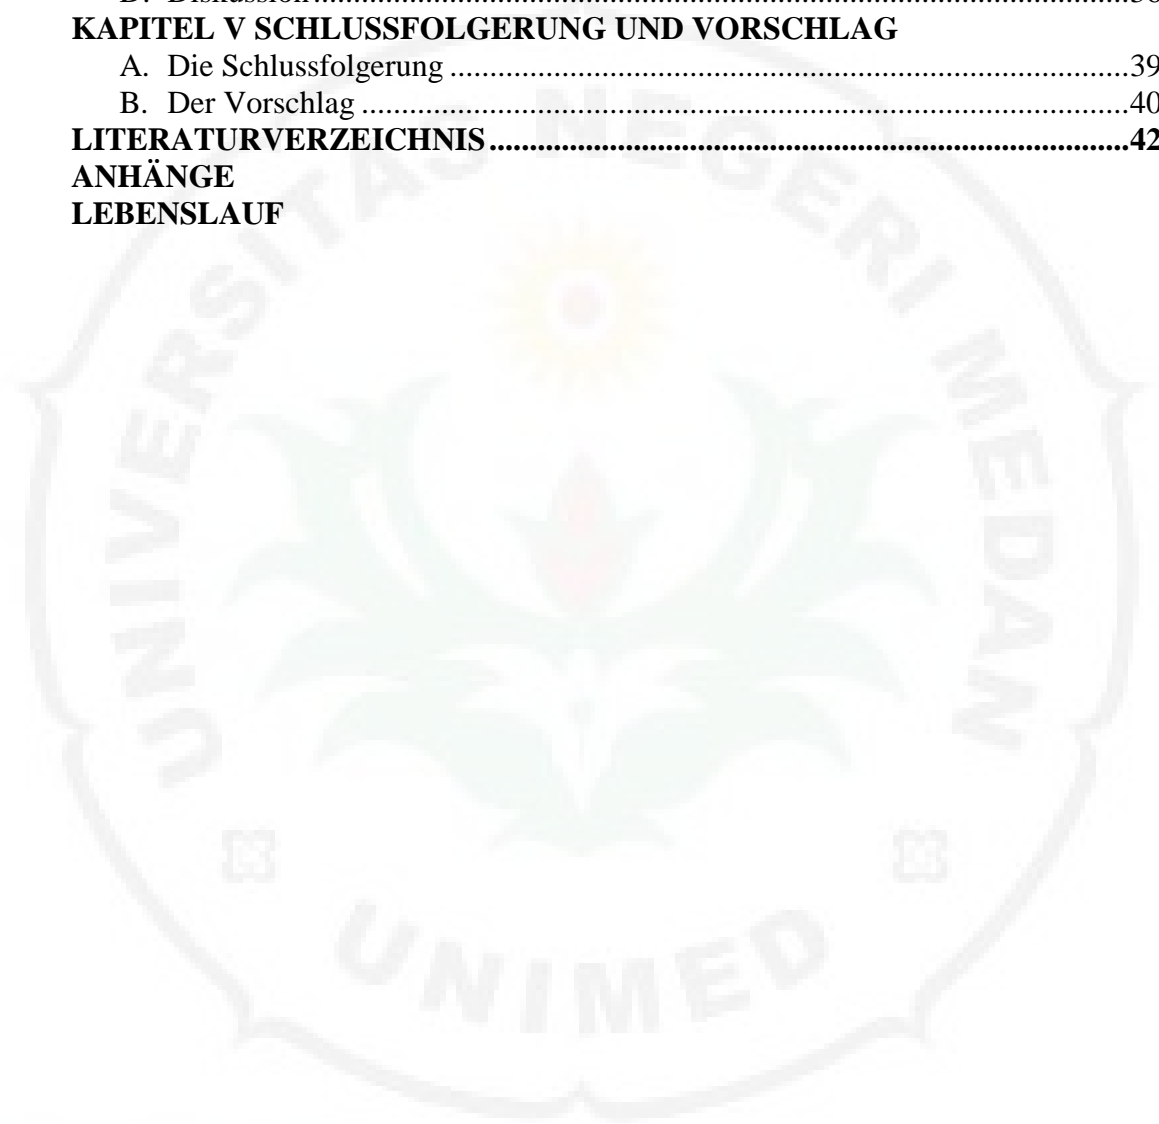 KAPITEL V SCHLUSSFOLGERUNG UND VORSCHLAG
A. Die Schlussfolgerung ............................................................................39
B. Der Vorschlag ......................................................................................40
LITERATURVERZEICHNIS.......................................................................42
ANHÄNGE
LEBENSLAUF
UNIVERSITAS NEGERI MEDAN
UNIMED